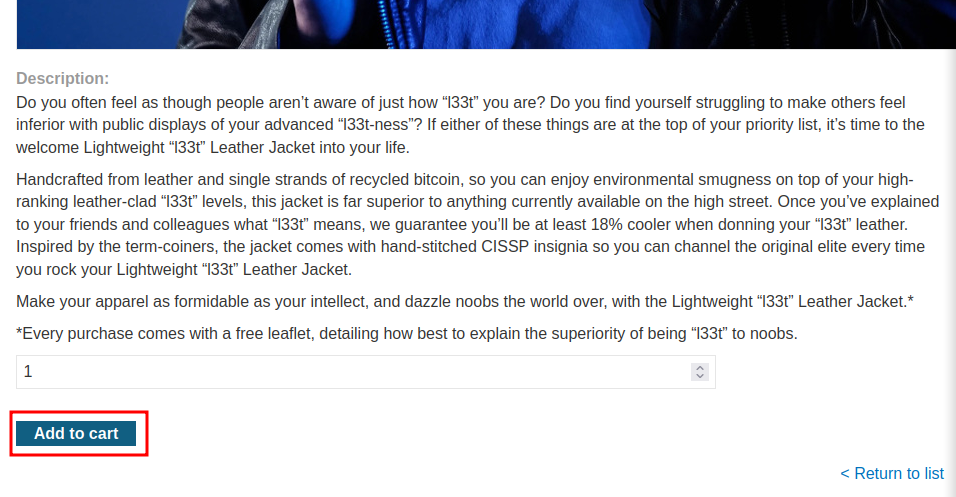 Description:
Do you often feel as though people aren’t aware of just how “l33t” you are? Do you find yourself struggling to make others feel
inferior with public displays of your advanced “l33t-ness”? If either of these things are at the top of your priority list, it’s time to the
welcome Lightweight “l33t” Leather Jacket into your life.
Handcrafted from leather and single strands of recycled bitcoin, so you can enjoy environmental smugness on top of your high-
ranking leather-clad “l33t” levels, this jacket is far superior to anything currently available on the high street. Once you’ve explained
to your friends and colleagues what “l33t” means, we guarantee you’ll be at least 18% cooler when donning your “l33t” leather.
Inspired by the term-coiners, the jacket comes with hand-stitched CISSP insignia so you can channel the original elite every time
you rock your Lightweight “l33t” Leather Jacket.
Make your apparel as formidable as your intellect, and dazzle noobs the world over, with the Lightweight “l33t” Leather Jacket.*
*Every purchase comes with a free leaflet, detailing how best to explain the superiority of being “l33t” to noobs.
1
Add to cart
< Return to list